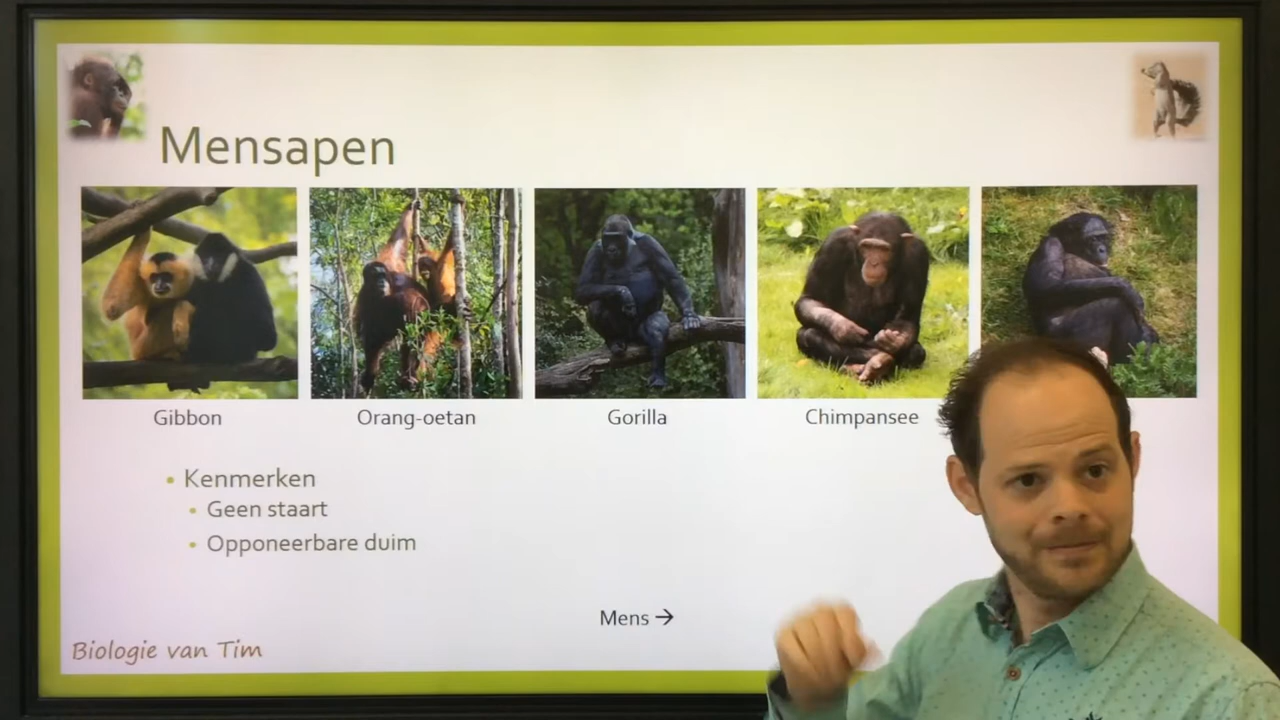 Mensapen
Gibbon
Orang-oetan
Gorilla
Chimpansee
• Kenmerken
• Geen staart
• Opponeerbare duim
Mens →
Biologie van Tim